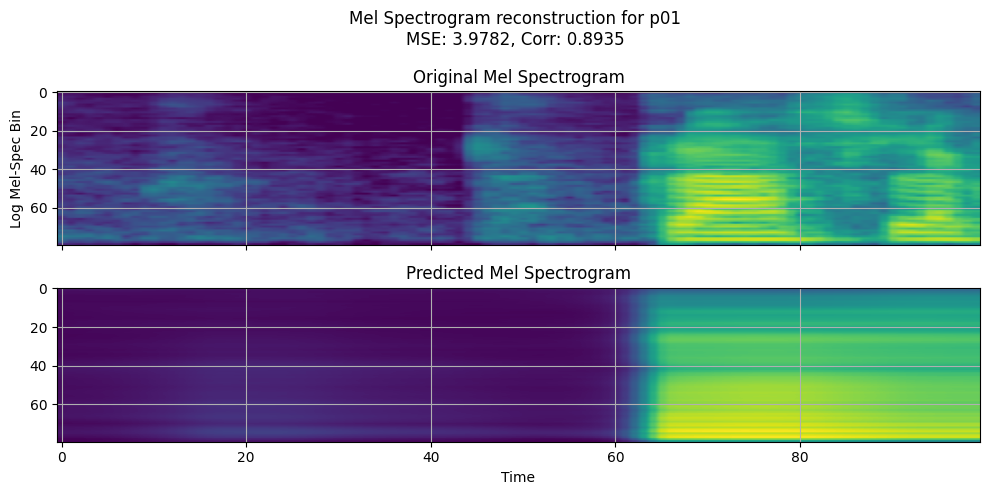 Mel Spectrogram reconstruction for p01
MSE: 3.9782, Corr: 0.8935
Original Mel Spectrogram
Log Mel-Spec Bin
0
20
40
60
Predicted Mel Spectrogram
0
20
40
60
0 20 40 60 80
Time